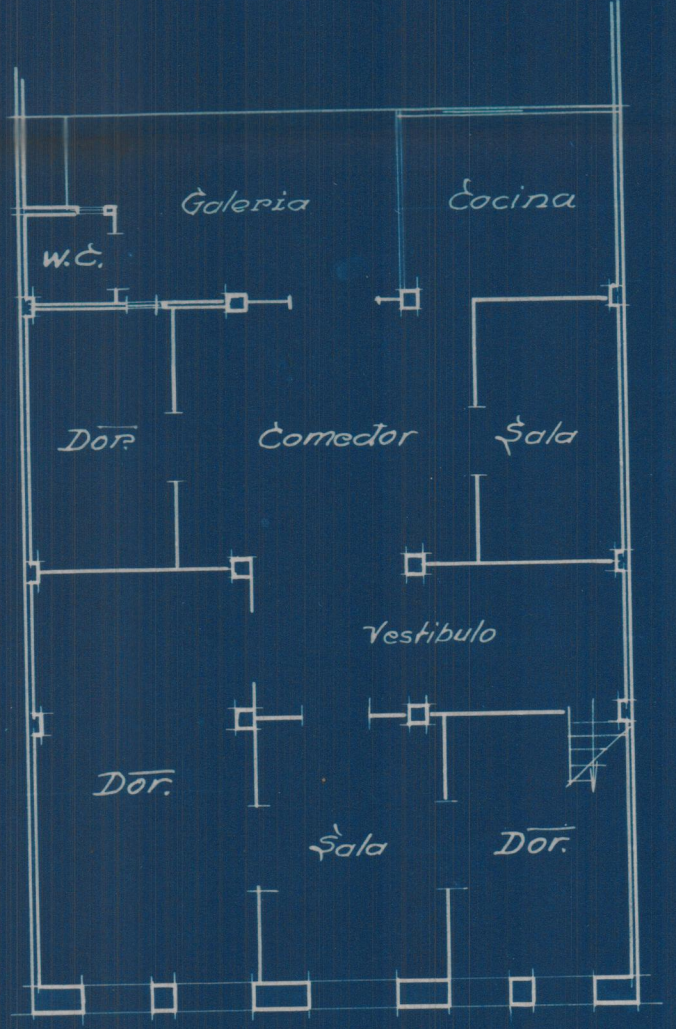 Galeria
Cocina
W.C.
Dor.
Comedor
Sala
Vestibulo
Dor.
Sala
Dor.